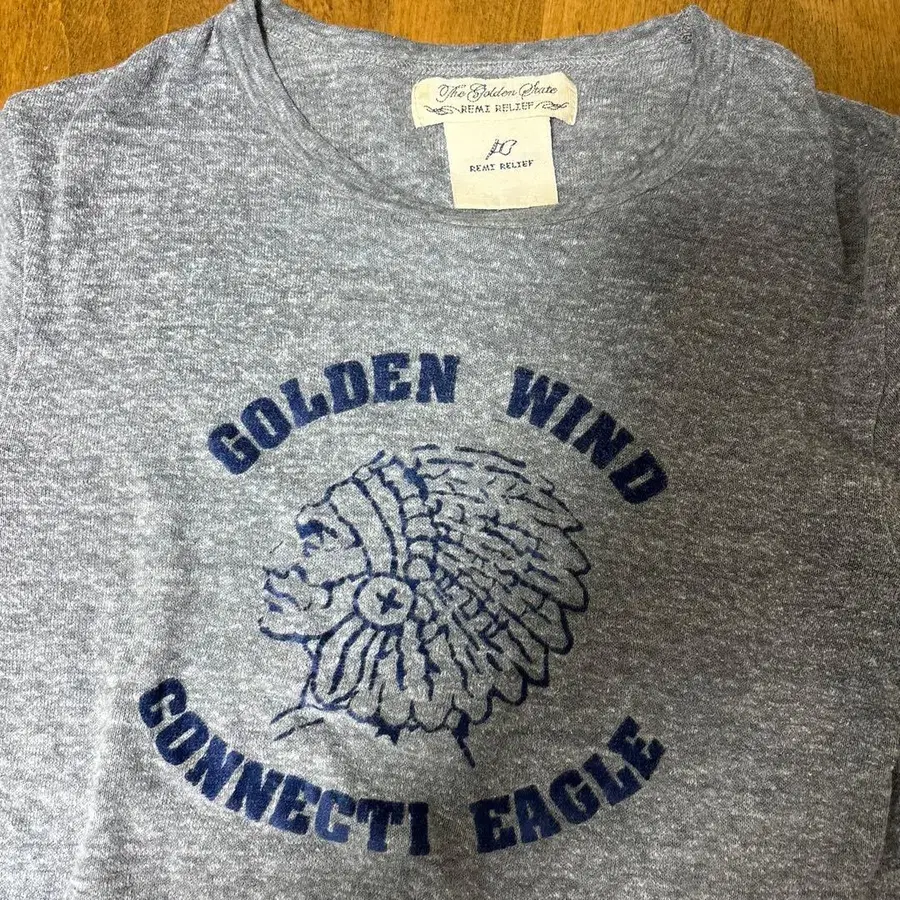 The Golden State
REMI RELIEF
REMI RELIEF
GOLDEN WIND
CONNECTI EAGLE